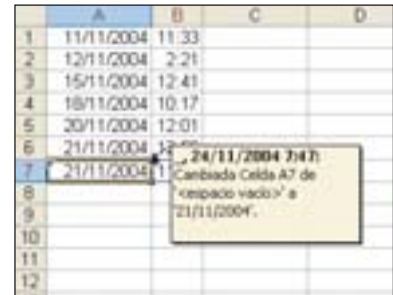 A B C D
1 11/11/2004 11:33
2 12/11/2004 2:21
3 15/11/2004 12:41
4 18/11/2004 10:17
5 20/11/2004 12:01
6 21/11/2004
7 21/11/2004
, 24/11/2004 7:47:
Cambiada Celda A7 de
'<espacio vacío>' a
'21/11/2004'.
8
9
10
11
12